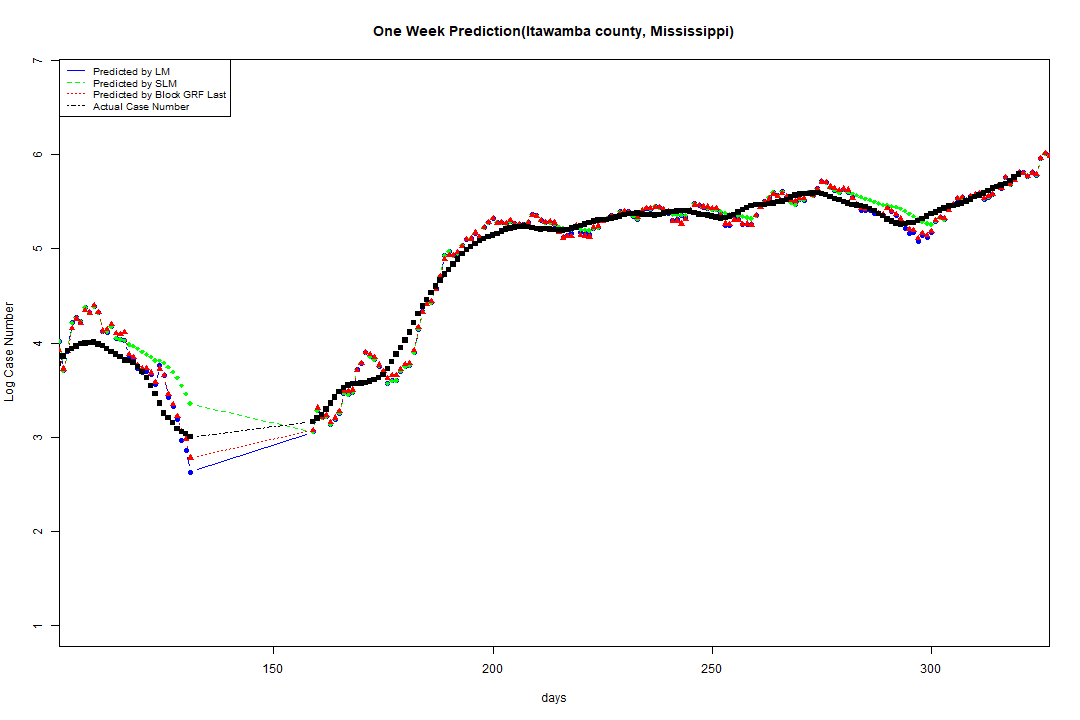 One Week Prediction(Itawamba county, Mississippi)
Predicted by LM
Predicted by SLM
Predicted by Block GRF Last
Actual Case Number
7
6
5
4
3
2
1
Log Case Number
150 200 250 300
days